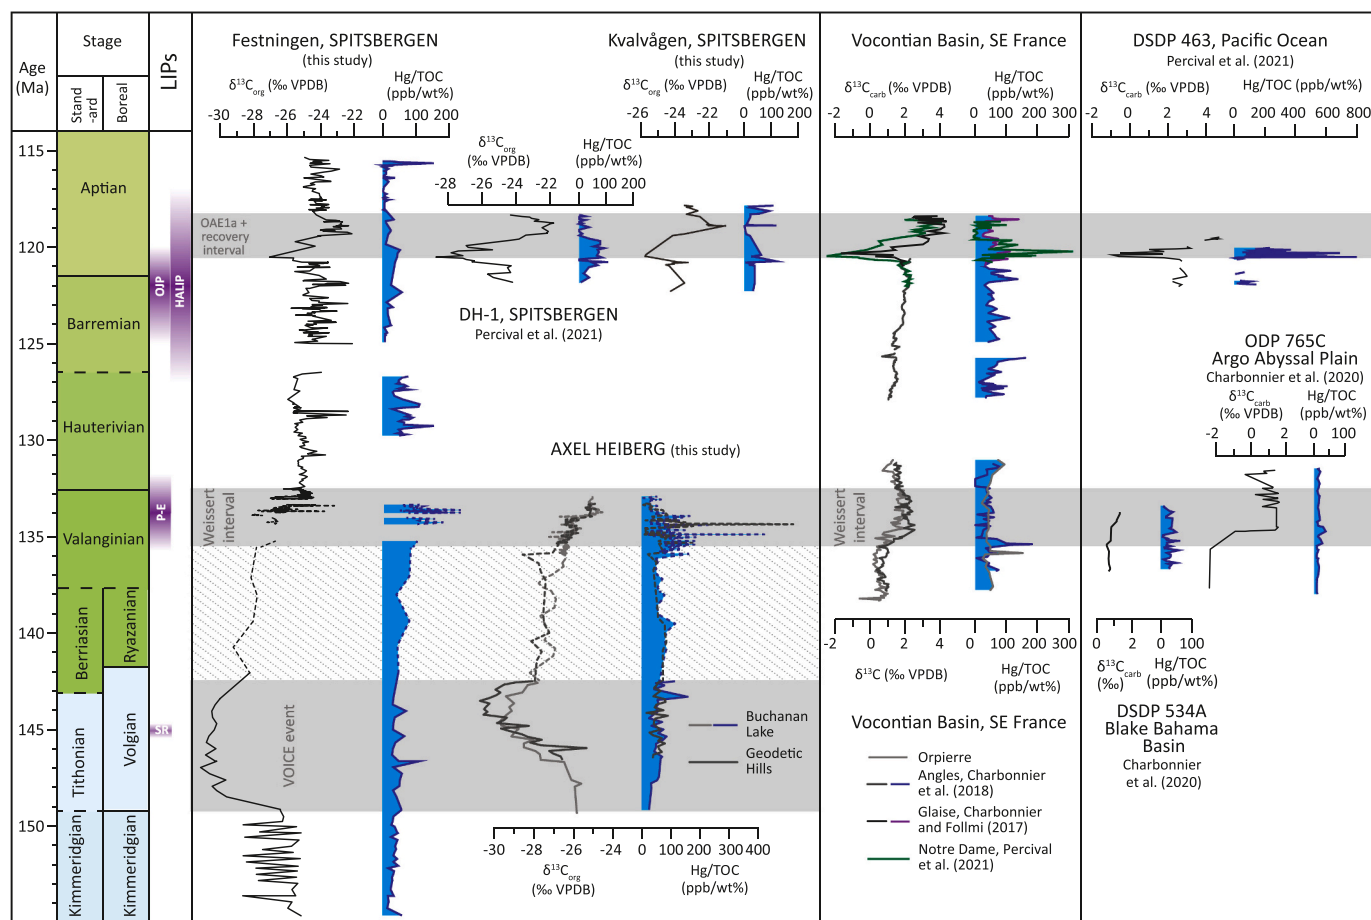 Age
(Ma)
Stage
Stand
-ard
Boreal
LIPs
115
120
125
130
135
140
145
150
Aptian
Barremian
Hauterivian
Valanginian
Berriasian
Ryazanian
Tithonian
Volgian
Kimmeridgian
Kimmeridgian
OJP
HALIP
P-E
SR
Festningen, SPITSBERGEN
(this study)
δ¹³Corg (‰ VPDB)
Hg/TOC
(ppb/wt%)
-30 -28 -26 -24 -22
0 100 200
OAE1a +
recovery
interval
Weissert
interval
VOICE event
δ¹³Corg
(‰ VPDB)
Hg/TOC
(ppb/wt%)
-28 -26 -24 -22
0 100 200
DH-1, SPITSBERGEN
Percival et al. (2021)
Kvalvågen, SPITSBERGEN
(this study)
δ¹³Corg (‰ VPDB)
Hg/TOC
(ppb/wt%)
-26 -24 -22
0 100 200
AXEL HEIBERG (this study)
Buchanan
Lake
Geodetic
Hills
-30 -28 -26 -24
0 100 200 300 400
δ¹³Corg
(‰ VPDB)
Hg/TOC
(ppb/wt%)
Vocontian Basin, SE France
δ¹³Ccarb (‰ VPDB)
Hg/TOC
(ppb/wt%)
-2 0 2 4
0 100 200 300
Weissert
interval
-2 0 2 4
0 100 200 300
δ¹³C (‰ VPDB)
Hg/TOC
(ppb/wt%)
Vocontian Basin, SE France
Orpierre
Angles, Charbonnier
et al. (2018)
Glaise, Charbonnier
and Follmi (2017)
Notre Dame, Percival
et al. (2021)
DSDP 463, Pacific Ocean
Percival et al. (2021)
δ¹³Ccarb (‰ VPDB)
Hg/TOC (ppb/wt%)
-2 0 2 4
0 200 400 600 800
ODP 765C
Argo Abyssal Plain
Charbonnier et al. (2020)
δ¹³Ccarb
(‰ VPDB)
Hg/TOC
(ppb/wt%)
-2 0 2
0 100
0 2
0 100
δ¹³Ccarb
(‰)
Hg/TOC
(ppb/wt%)
DSDP 534A
Blake Bahama
Basin
Charbonnier
et al. (2020)